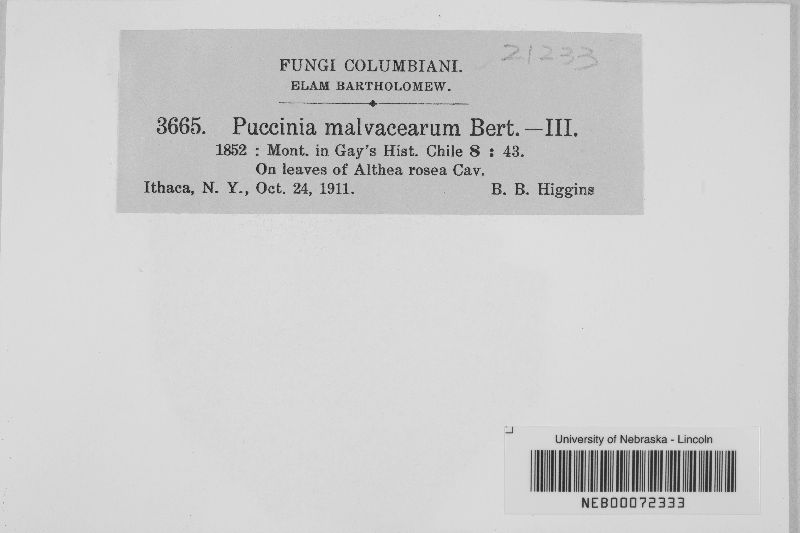 21233
FUNGI COLUMBIANI.
ELAM BARTHOLOMEW.
3665. Puccinia malvacearum Bert.—III.
1852 : Mont. in Gay's Hist. Chile 8 : 43.
On leaves of Althea rosea Cav.
Ithaca, N. Y., Oct. 24, 1911. B. B. Higgins
University of Nebraska - Lincoln
NEB00072333